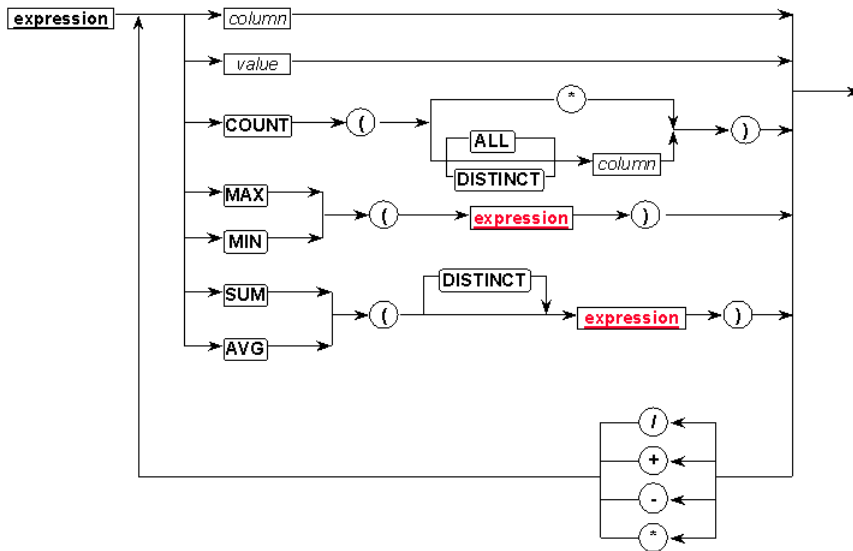 expression column
value
COUNT ( * )
ALL
DISTINCT column
MAX
MIN ( expression )
SUM
AVG ( DISTINCT expression )
/
+
-
*